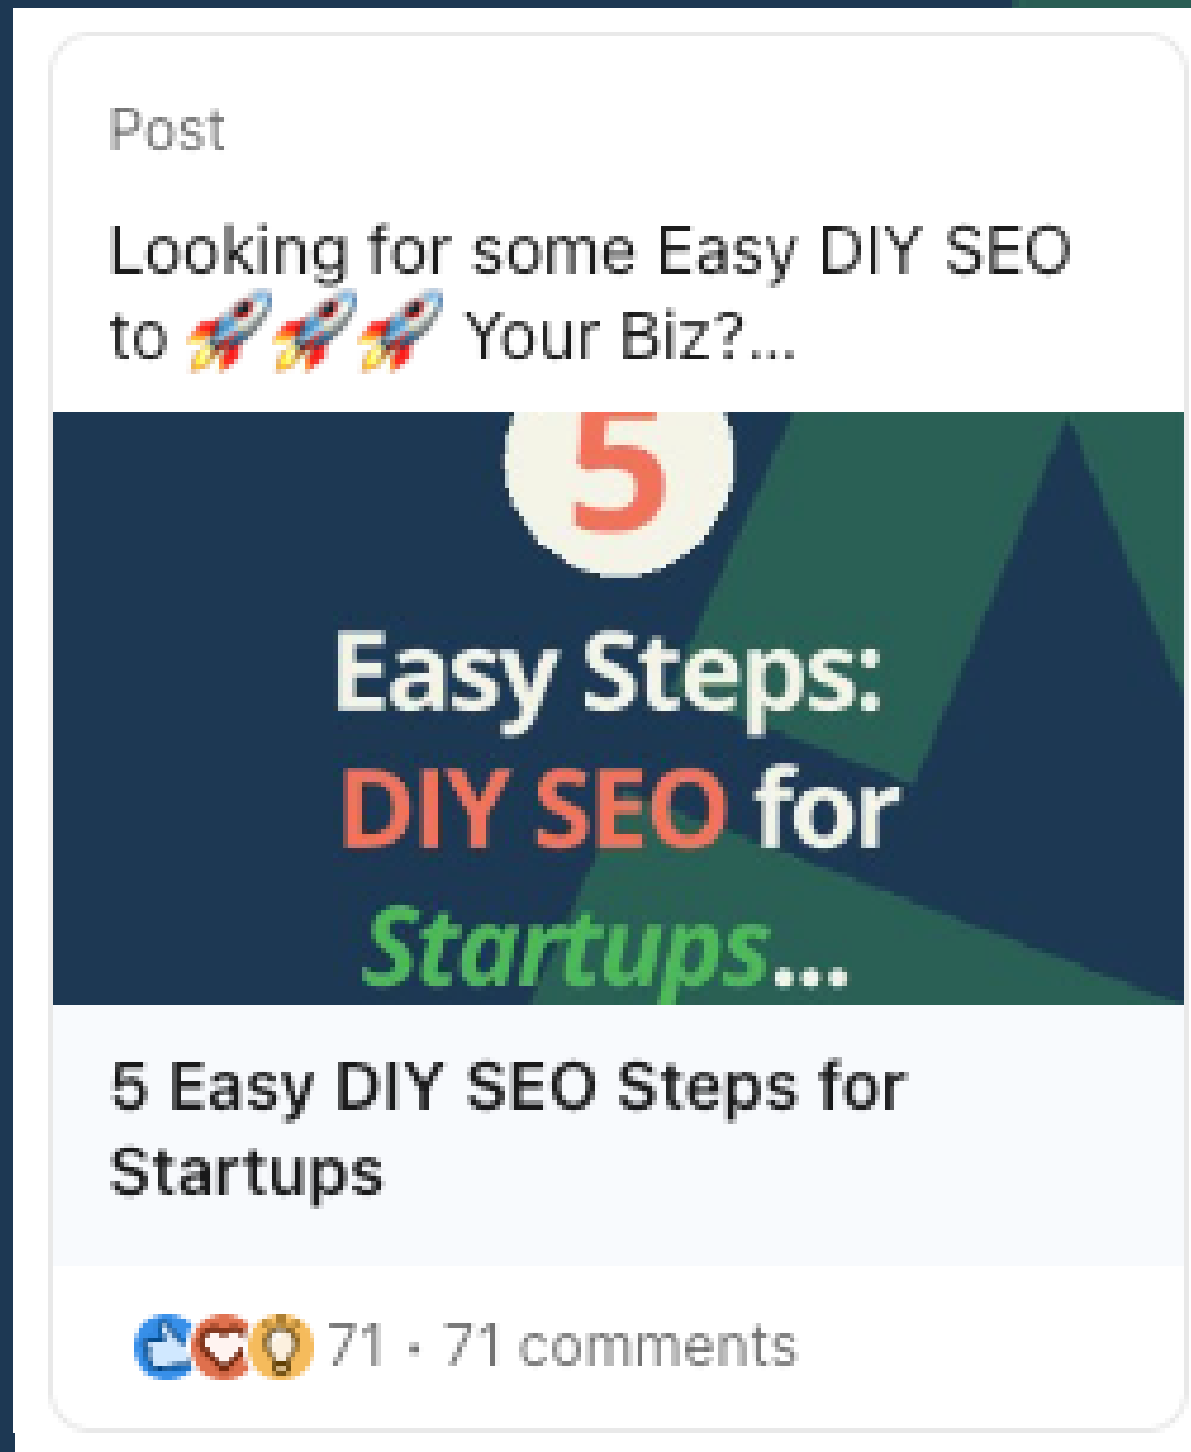 Post
Looking for some Easy DIY SEO
to 🚀🚀🚀 Your Biz?...
5
Easy Steps:
DIY SEO for
Startups...
5 Easy DIY SEO Steps for
Startups
71 · 71 comments